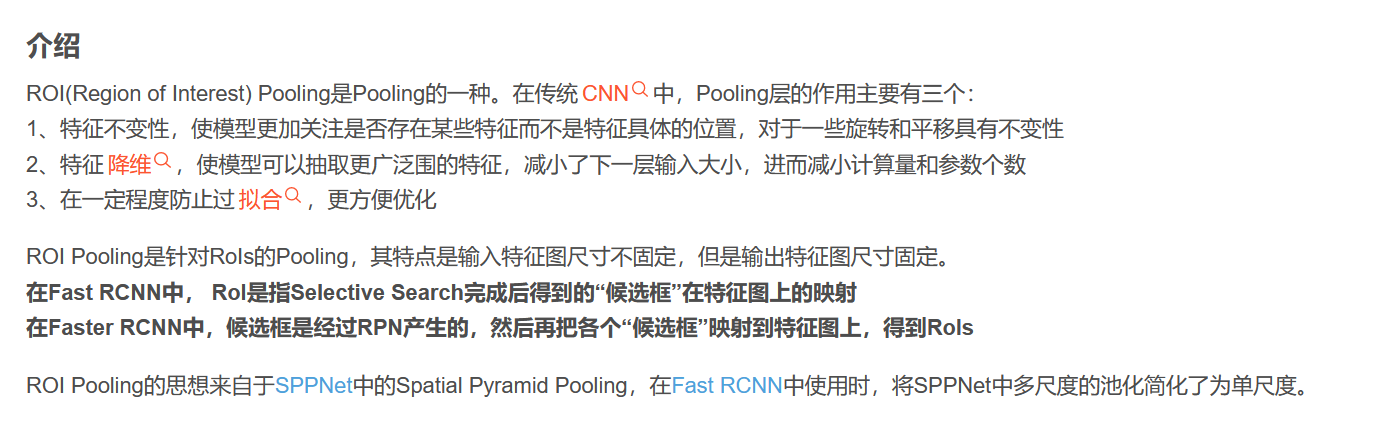 介绍
ROI(Region of Interest) Pooling是Pooling的一种。在传统 CNN 中，Pooling层的作用主要有三个：
1、特征不变性，使模型更加关注是否存在某些特征而不是特征具体的位置，对于一些旋转和平移具有不变性
2、特征 降维 ，使模型可以抽取更广泛围的特征，减小了下一层输入大小，进而减小计算量和参数个数
3、在一定程度防止过 拟合 ，更方便优化
ROI Pooling是针对RoIs的Pooling，其特点是输入特征图尺寸不固定，但是输出特征图尺寸固定。
在Fast RCNN中， RoI是指Selective Search完成后得到的“候选框”在特征图上的映射
在Faster RCNN中，候选框是经过RPN产生的，然后再把各个“候选框”映射到特征图上，得到RoIs
ROI Pooling的思想来自于SPPNet中的Spatial Pyramid Pooling，在Fast RCNN中使用时，将SPPNet中多尺度的池化简化了为单尺度。